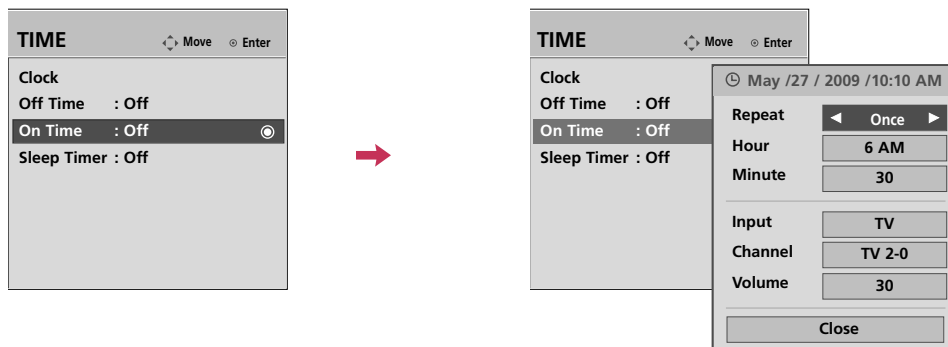 TIME Move Enter
Clock
Off Time : Off
On Time : Off
Sleep Timer : Off
TIME Move Enter
Clock
Off Time : Off
On Time : Off
Sleep Timer : Off
May /27 / 2009 /10:10 AM
Repeat ◀ Once ▶
Hour 6 AM
Minute 30
Input TV
Channel TV 2-0
Volume 30
Close